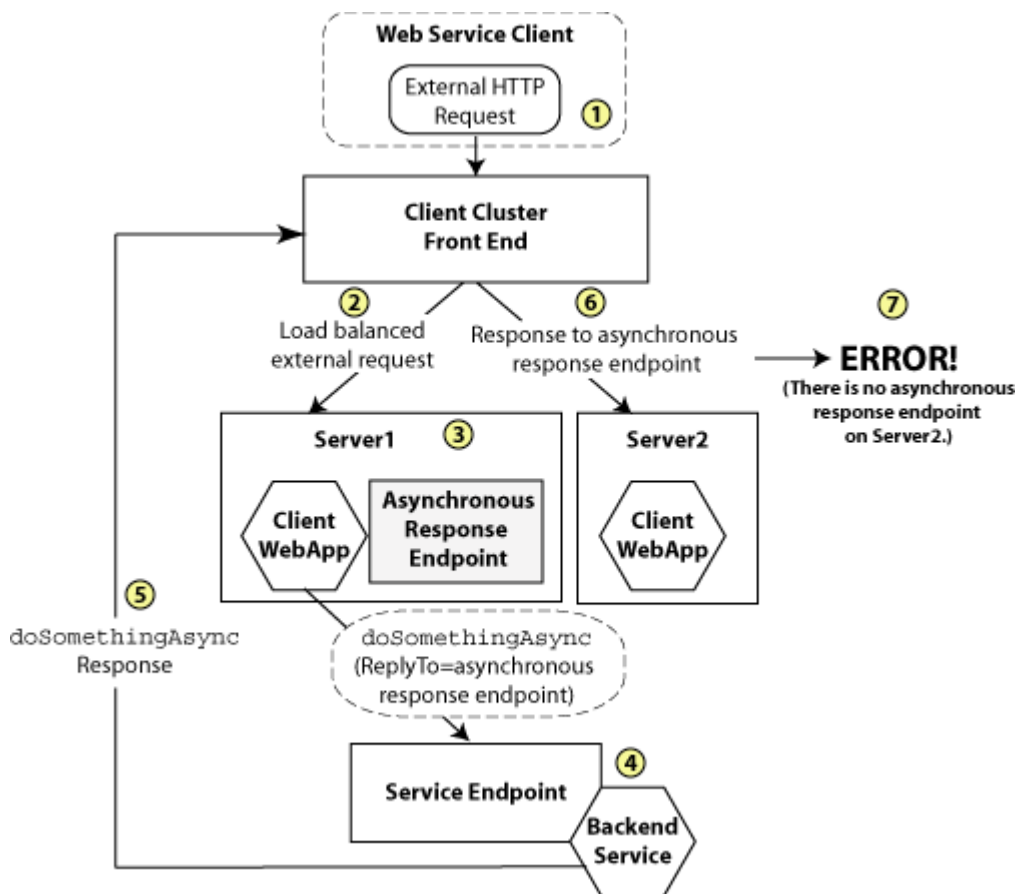 Web Service Client
External HTTP
Request
1
Client Cluster
Front End
2
Load balanced
external request
6
Response to asynchronous
response endpoint
7
ERROR!
(There is no asynchronous
response endpoint
on Server2.)
Server1
3
Client
WebApp
Asynchronous
Response
Endpoint
Server2
Client
WebApp
5
doSomethingAsync
Response
doSomethingAsync
(ReplyTo=asynchronous
response endpoint)
Service Endpoint
4
Backend
Service